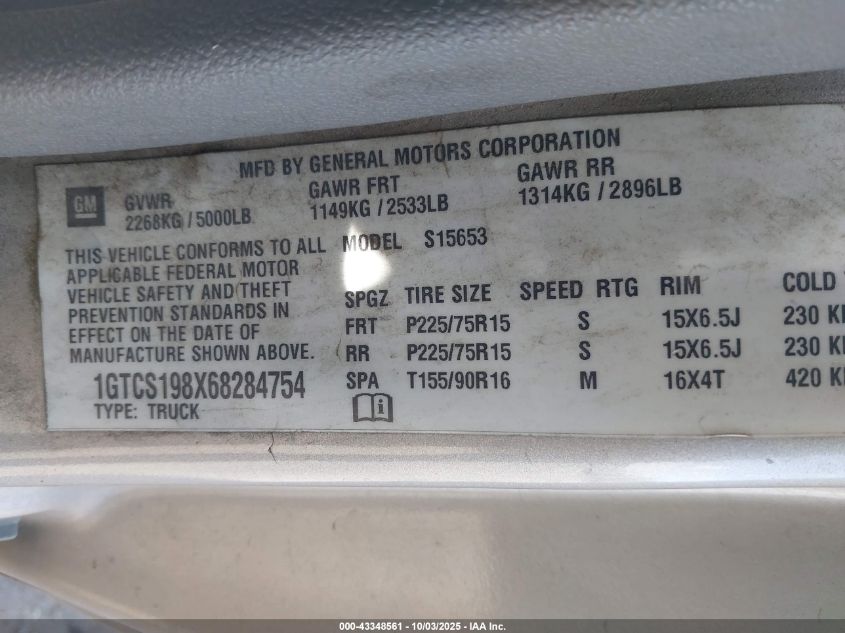 MFD BY GENERAL MOTORS CORPORATION
GM
GVWR GAWR FRT GAWR RR
2268KG / 5000LB 1149KG / 2533LB 1314KG / 2896LB
THIS VEHICLE CONFORMS TO ALL
APPLICABLE FEDERAL MOTOR
VEHICLE SAFETY AND THEFT
PREVENTION STANDARDS IN
EFFECT ON THE DATE OF
MANUFACTURE SHOWN ABOVE.
1GTCS198X68284754
TYPE: TRUCK
MODEL S15653
SPGZ TIRE SIZE SPEED RTG RIM COLD
FRT P225/75R15 S 15X6.5J 230
RR P225/75R15 S 15X6.5J 230
SPA T155/90R16 M 16X4T 420
i
000-43348561 - 10/03/2025 - IAA Inc.